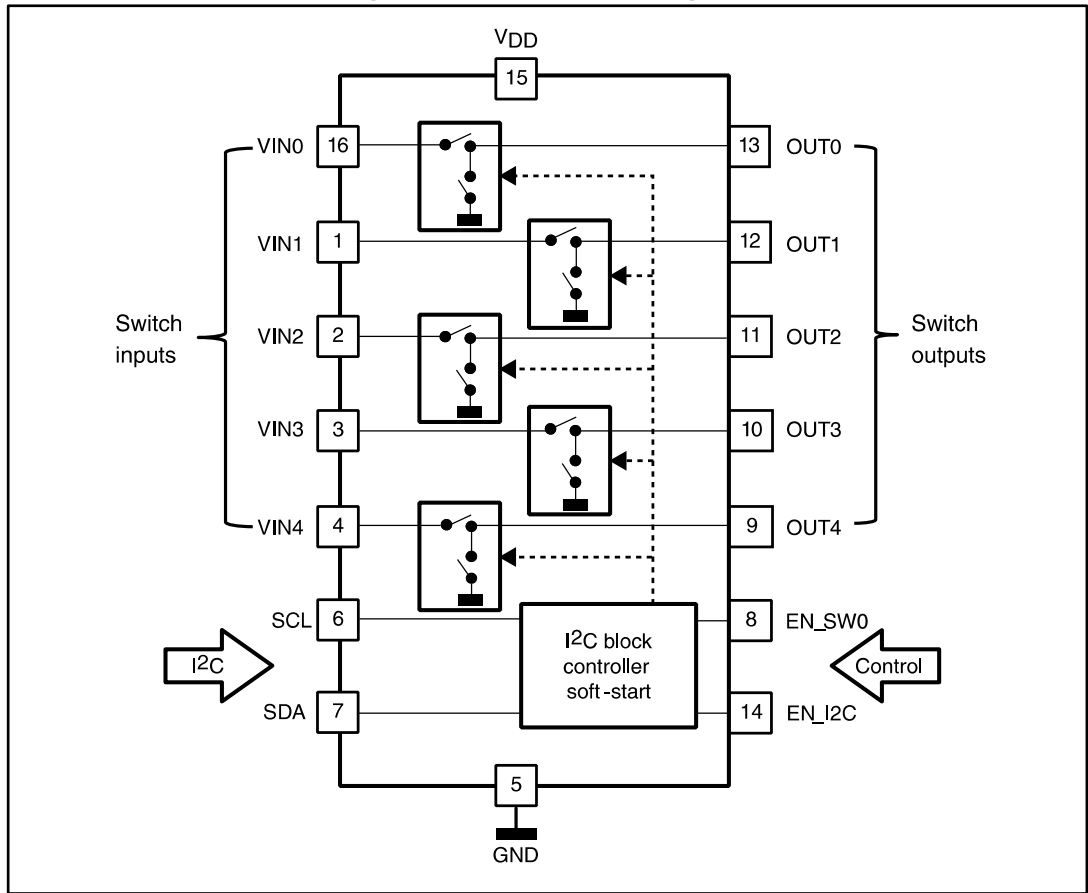 VDD
15
VIN0 16 13 OUT0
VIN1 1 12 OUT1
VIN2 2 11 OUT2
Switch inputs
Switch outputs
VIN3 3 10 OUT3
VIN4 4 9 OUT4
SCL 6 8 EN_SW0
I2C block
controller
soft-start
I2C
Control
SDA 7 14 EN_I2C
5
GND